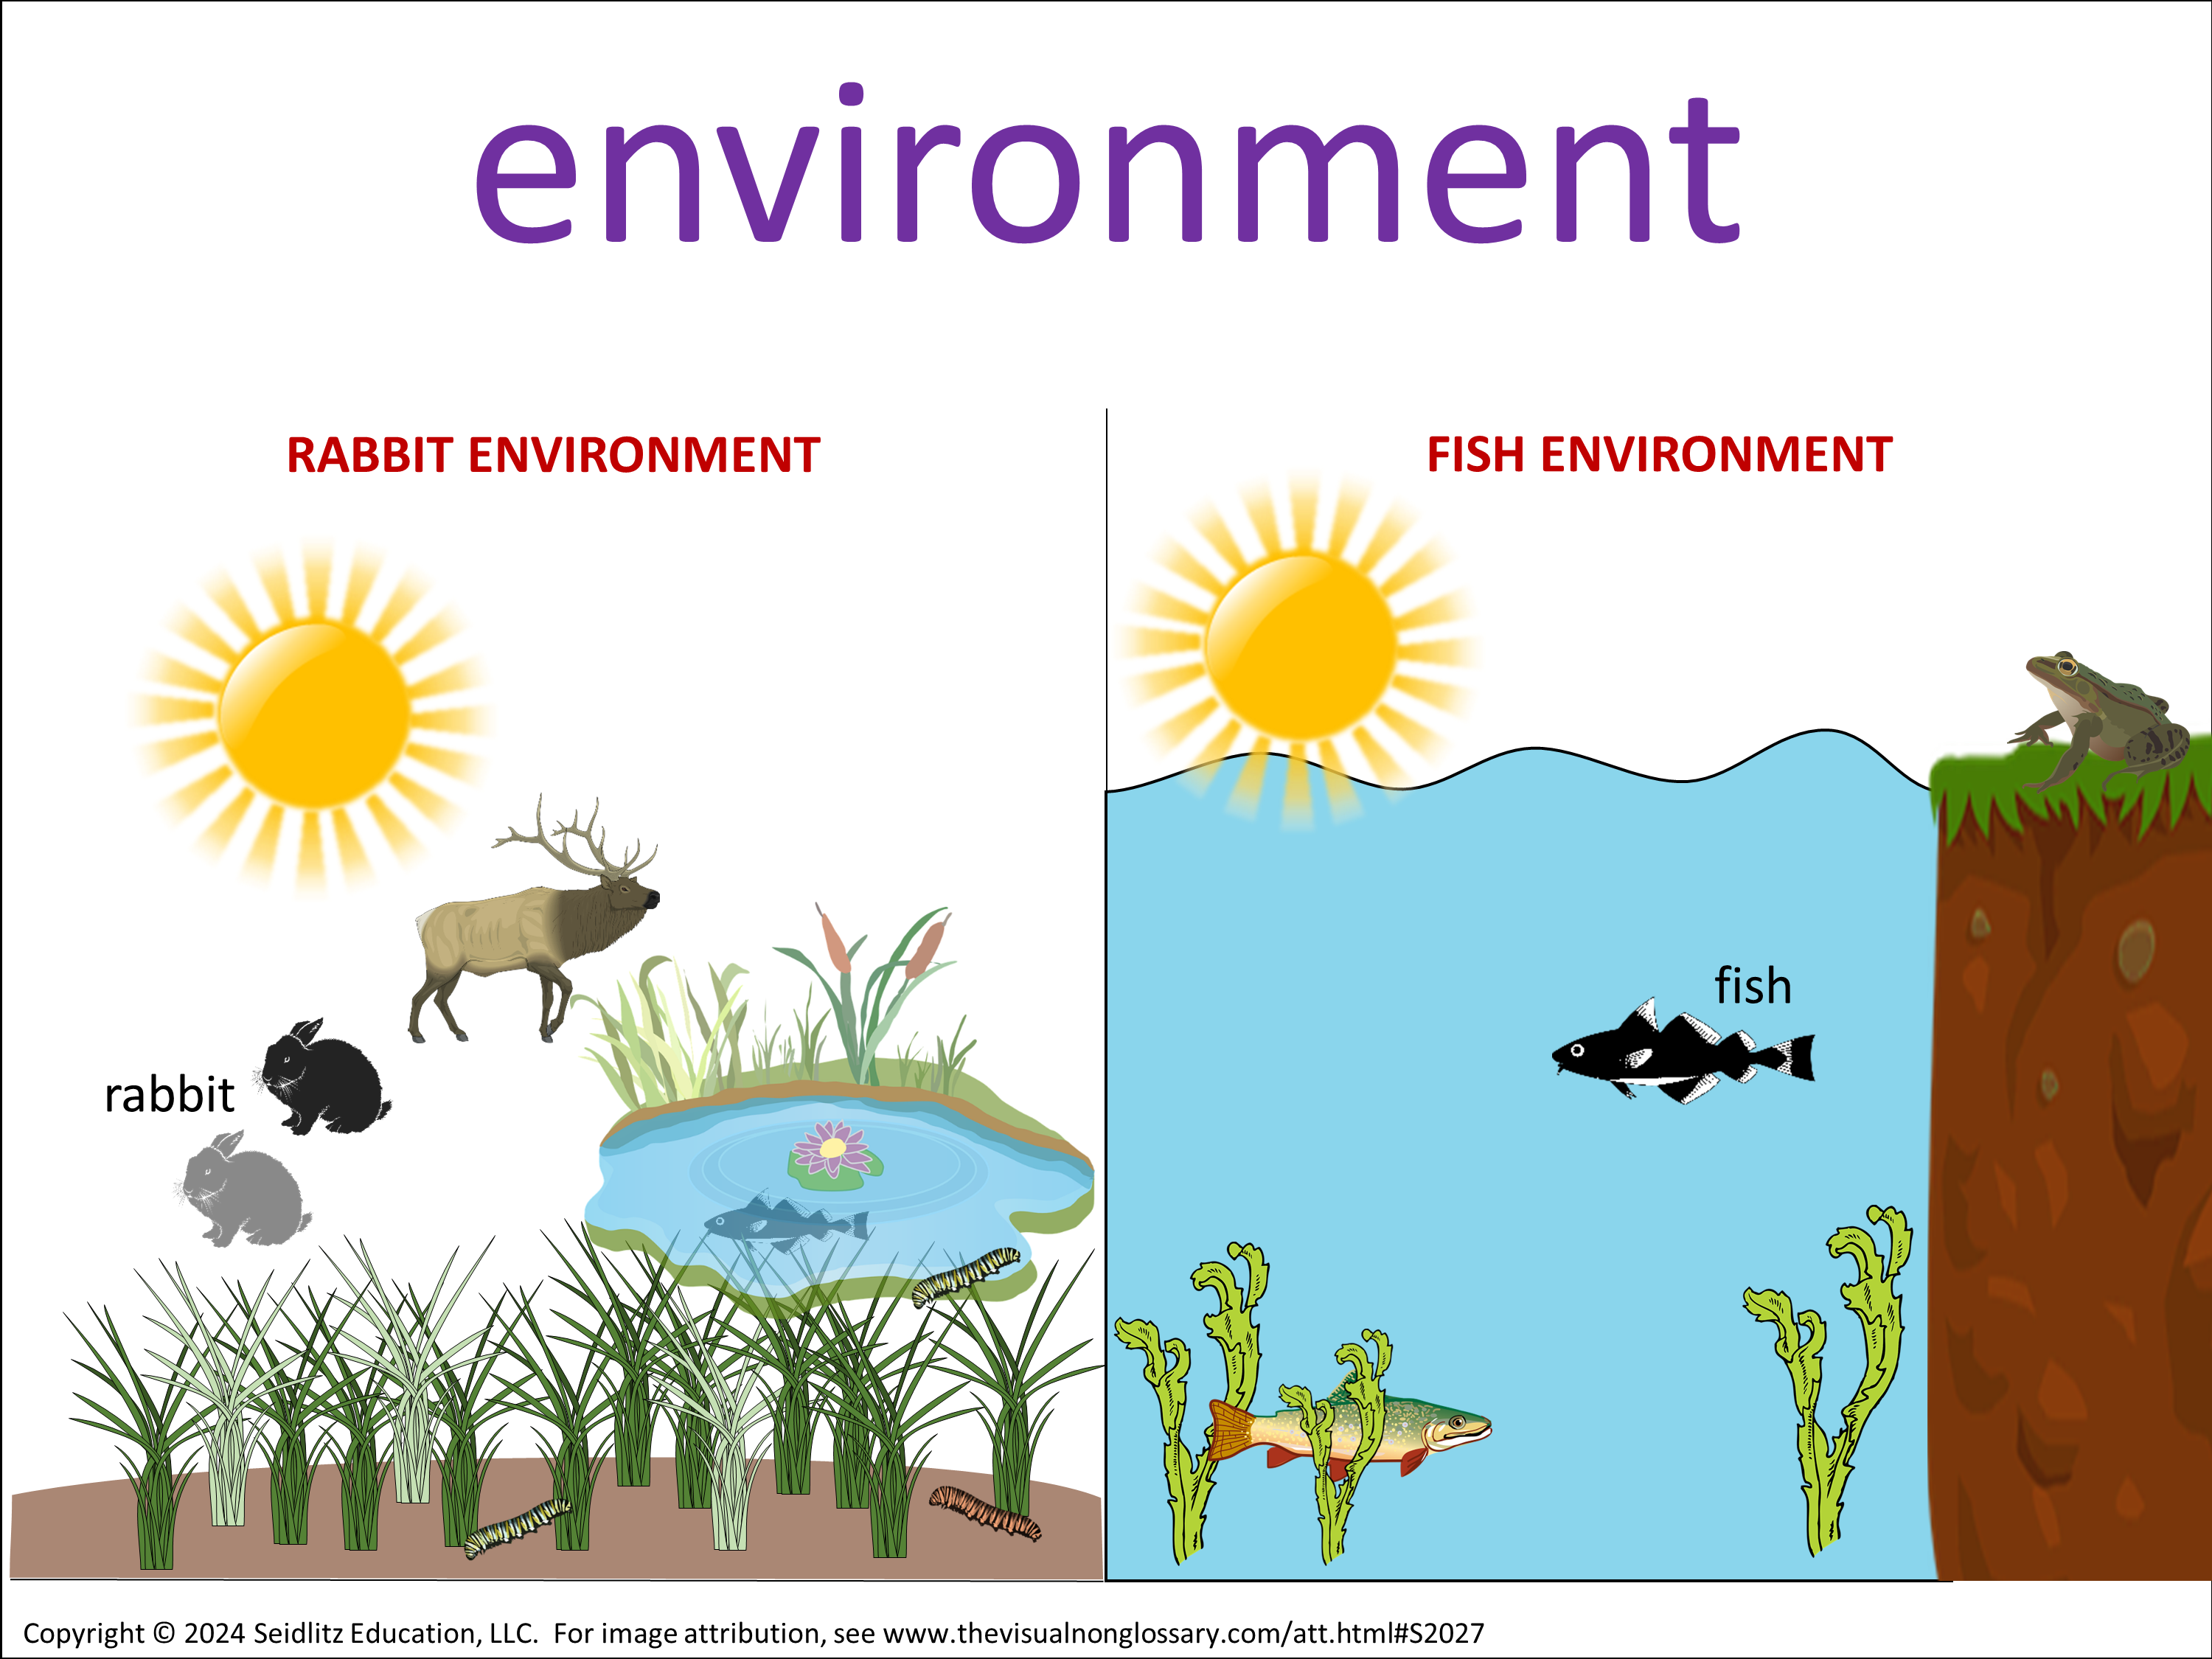 environment
RABBIT ENVIRONMENT
FISH ENVIRONMENT
rabbit
fish
Copyright © 2024 Seidlitz Education, LLC.  For image attribution, see www.thevisualnonglossary.com/att.html#S2027